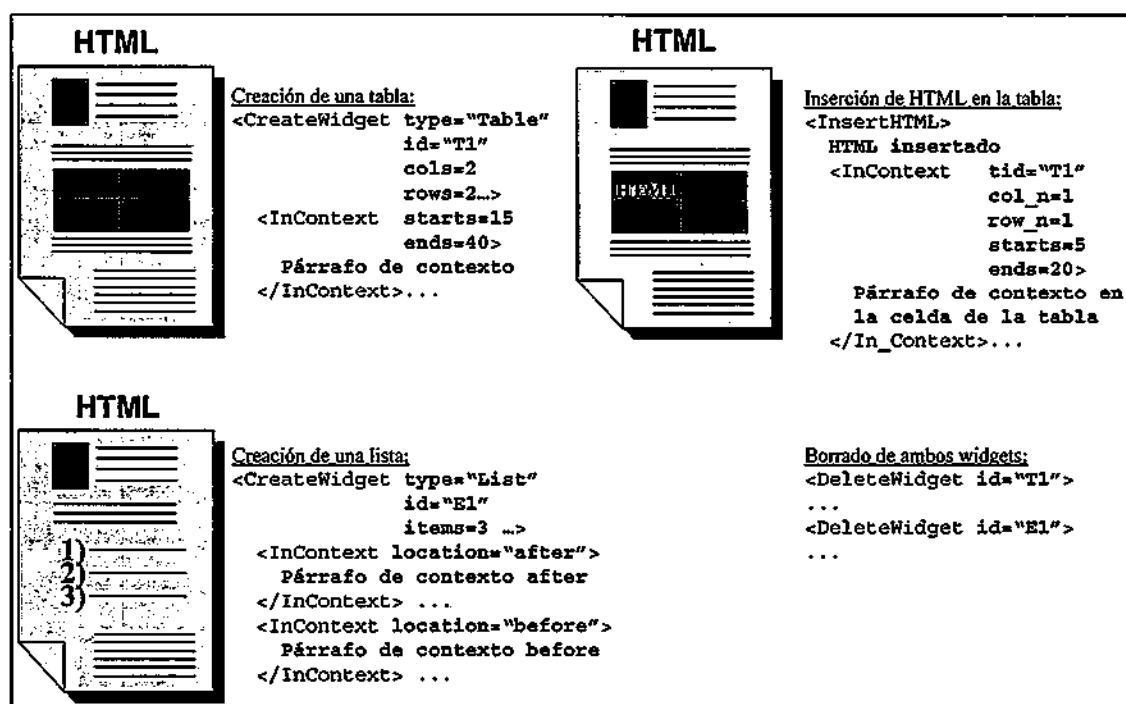 HTML
Creación de una tabla:
<CreateWidget type="Table"
id="T1"
cols=2
rows=2…>
<InContext starts=15
ends=40>
Párrafo de contexto
</InContext>...
HTML
HTML
Inserción de HTML en la tabla:
<InsertHTML>
HTML insertado
<InContext tid="T1"
col_n=1
row_n=1
starts=5
ends=20>
Párrafo de contexto en
la celda de la tabla
</In_Context>...
HTML
1)
2)
3)
Creación de una lista:
<CreateWidget type="List"
id="E1"
items=3 …>
<InContext location="after">
Párrafo de contexto after
</InContext> ...
<InContext location="before">
Párrafo de contexto before
</InContext> ...
Borrado de ambos widgets:
<DeleteWidget id="T1">
...
<DeleteWidget id="E1">
...